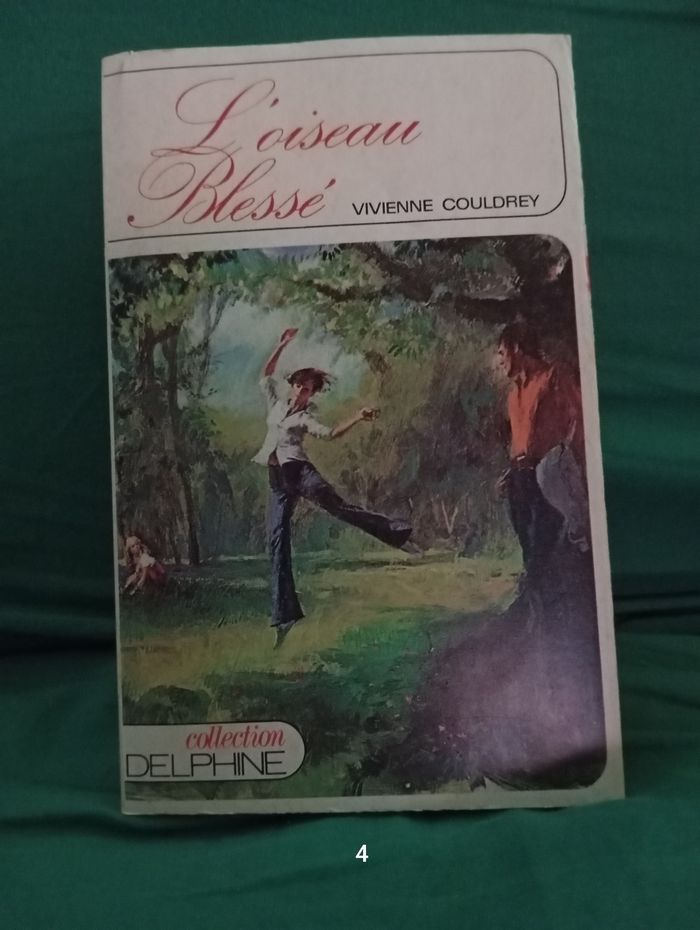 L'oiseau
Blessé
VIVIENNE COULDREY
collection
DELPHINE
4